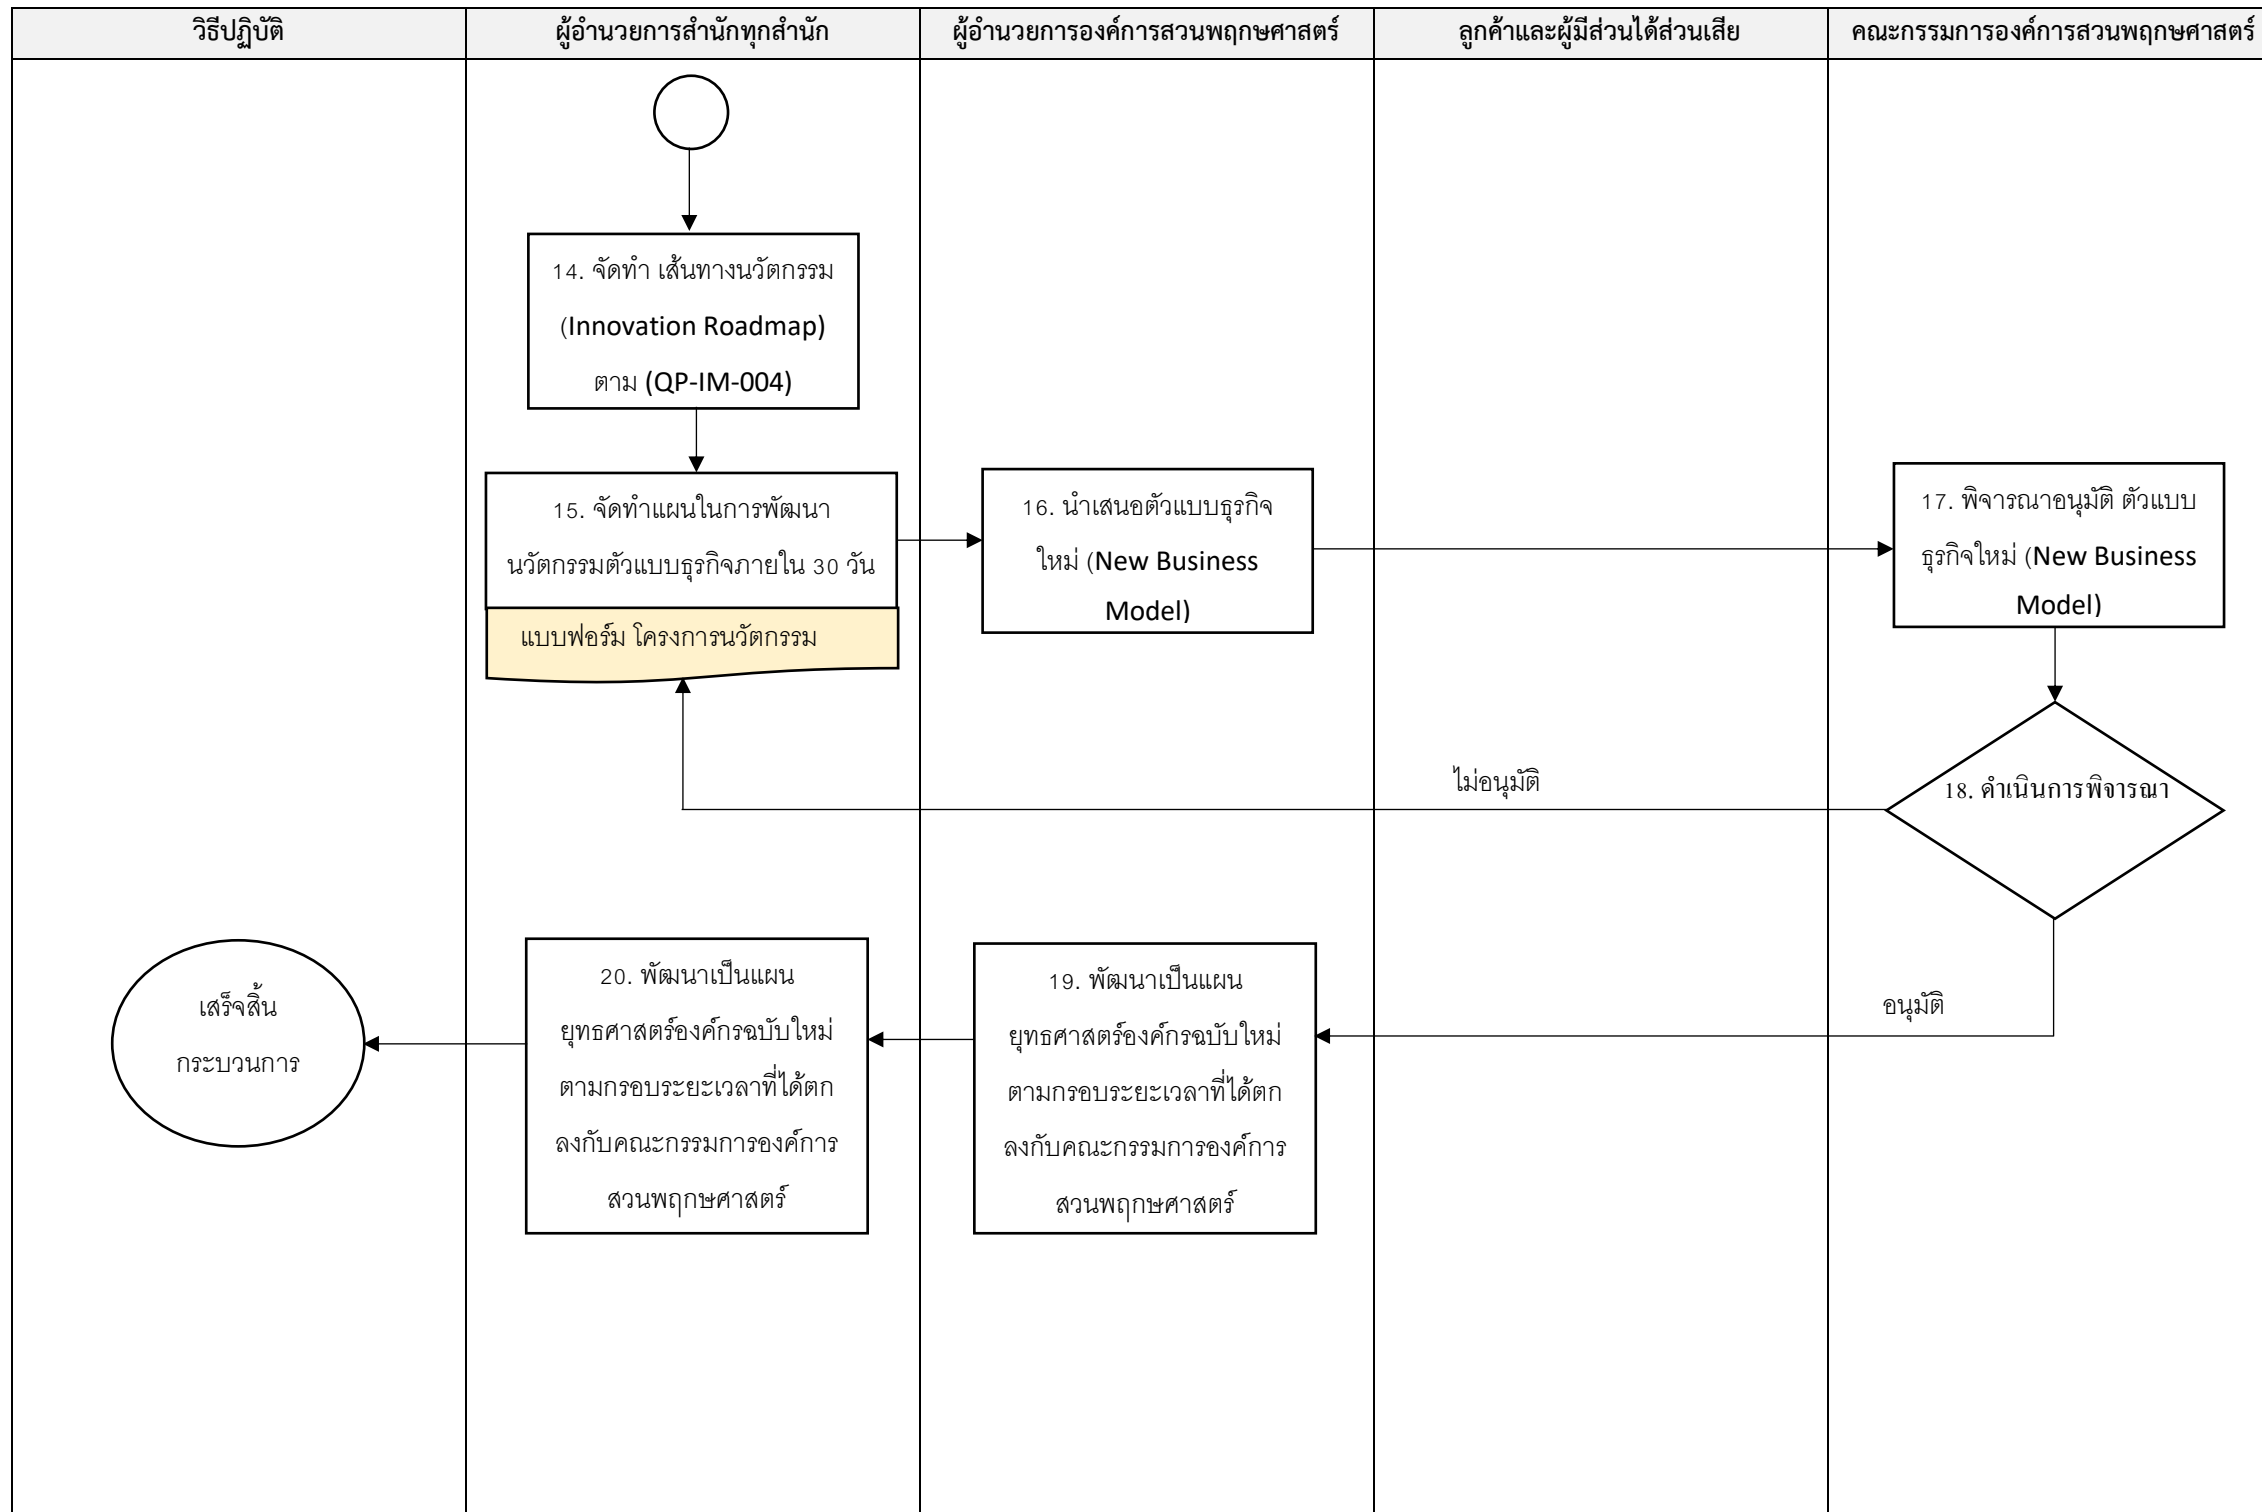 วิธีปฏิบัติ
ผู้อำนวยการสำนักทุกสำนัก
ผู้อำนวยการองค์การสวนพฤกษศาสตร์
ลูกค้าและผู้มีส่วนได้ส่วนเสีย
คณะกรรมการองค์การสวนพฤกษศาสตร์
14. จัดทำ เส้นทางนวัตกรรม
(Innovation Roadmap)
ตาม (QP-IM-004)
15. จัดทำแผนในการพัฒนา
นวัตกรรมตัวแบบธุรกิจภายใน 30 วัน
แบบฟอร์ม โครงการนวัตกรรม
16. นำเสนอตัวแบบธุรกิจ
ใหม่ (New Business
Model)
17. พิจารณาอนุมัติ ตัวแบบ
ธุรกิจใหม่ (New Business
Model)
ไม่อนุมัติ
18. ดำเนินการพิจารณา
อนุมัติ
19. พัฒนาเป็นแผน
ยุทธศาสตร์องค์กรฉบับใหม่
ตามกรอบระยะเวลาที่ได้ตก
ลงกับคณะกรรมการองค์การ
สวนพฤกษศาสตร์
20. พัฒนาเป็นแผน
ยุทธศาสตร์องค์กรฉบับใหม่
ตามกรอบระยะเวลาที่ได้ตก
ลงกับคณะกรรมการองค์การ
สวนพฤกษศาสตร์
เสร็จสิ้น
กระบวนการ